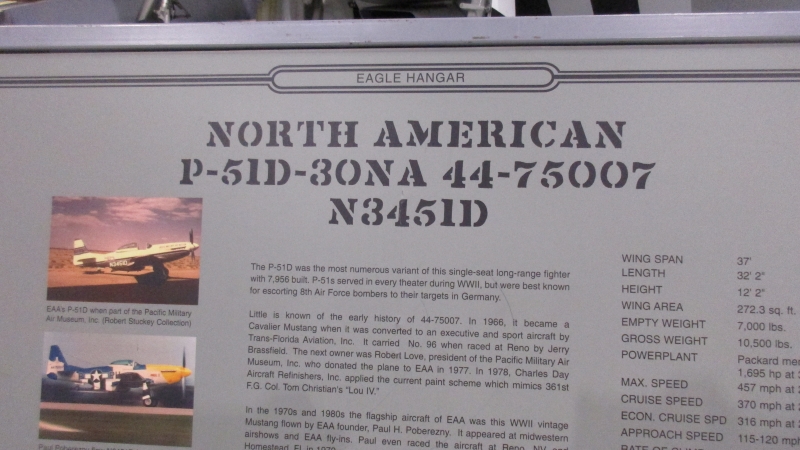 EAGLE HANGAR
NORTH AMERICAN
P-51D-30NA 44-75007
N3451D
EAA's P-51D when part of the Pacific Military
Air Museum, Inc. (Robert Stuckey Collection)
The P-51D was the most numerous variant of this single-seat long-range fighter
with 7,956 built. P-51s served in every theater during WWII, but were best known
for escorting 8th Air Force bombers to their targets in Germany.
Little is known of the early history of 44-75007. In 1966, it became a
Cavalier Mustang when it was converted to an executive and sport aircraft by
Trans-Florida Aviation, Inc. It carried No. 96 when raced at Reno by Jerry
Brassfield. The next owner was Robert Love, president of the Pacific Military Air
Museum, Inc. who donated the plane to EAA in 1977. In 1978, Charles Day
Aircraft Refinishers, Inc. applied the current paint scheme which mimics 361st
F.G. Col. Tom Christian's "Lou IV."
In the 1970s and 1980s the flagship aircraft of EAA was this WWII vintage
Mustang flown by EAA founder, Paul H. Poberezny. It appeared at midwestern
airshows and EAA fly-ins. Paul even raced the aircraft at Reno, NV and
Homestead, FL in
WING SPAN 37'
LENGTH 32' 2"
HEIGHT 12' 2"
WING AREA 272.3 sq. ft.
EMPTY WEIGHT 7,000 lbs.
GROSS WEIGHT 10,500 lbs.
POWERPLANT Packard
1,695 hp at
MAX. SPEED 457 mph at
CRUISE SPEED 370 mph at
ECON. CRUISE SPD 316 mph at
APPROACH SPEED 115-120 mph